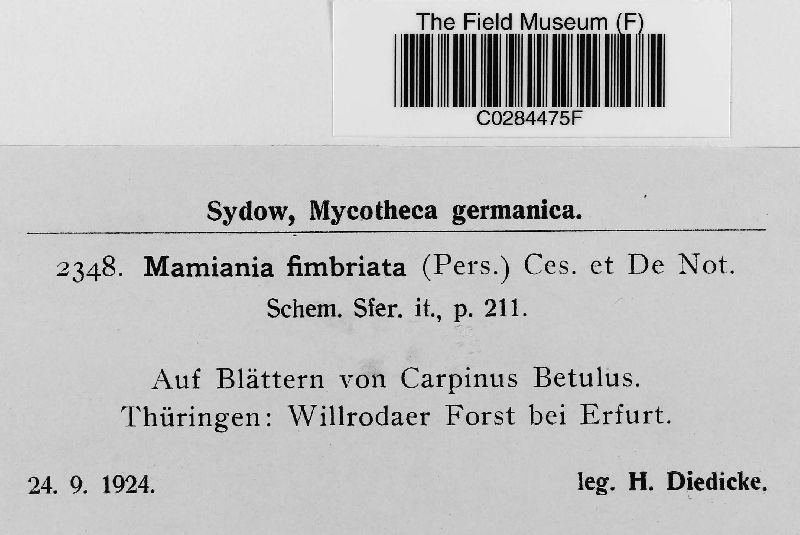 The Field Museum (F)
C0284475F
Sydow, Mycotheca germanica.
2348. Mamiania fimbriata (Pers.) Ces. et De Not.
Schem. Sfer. it., p. 211.
Auf Blättern von Carpinus Betulus.
Thüringen: Willrodaer Forst bei Erfurt.
24. 9. 1924. leg. H. Diedicke.